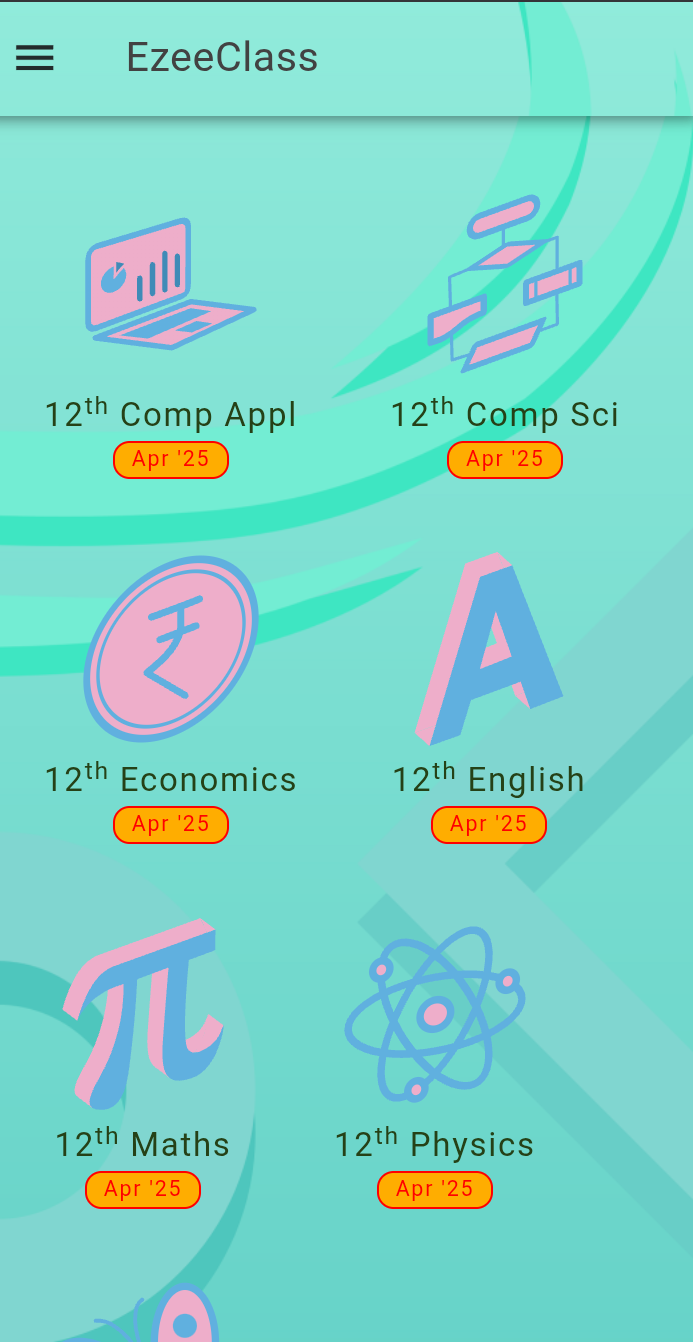 EzeeClass
12th Comp Appl
Apr '25
12th Comp Sci
Apr '25
₹
12th Economics
Apr '25
A
12th English
Apr '25
π
12th Maths
Apr '25
12th Physics
Apr '25